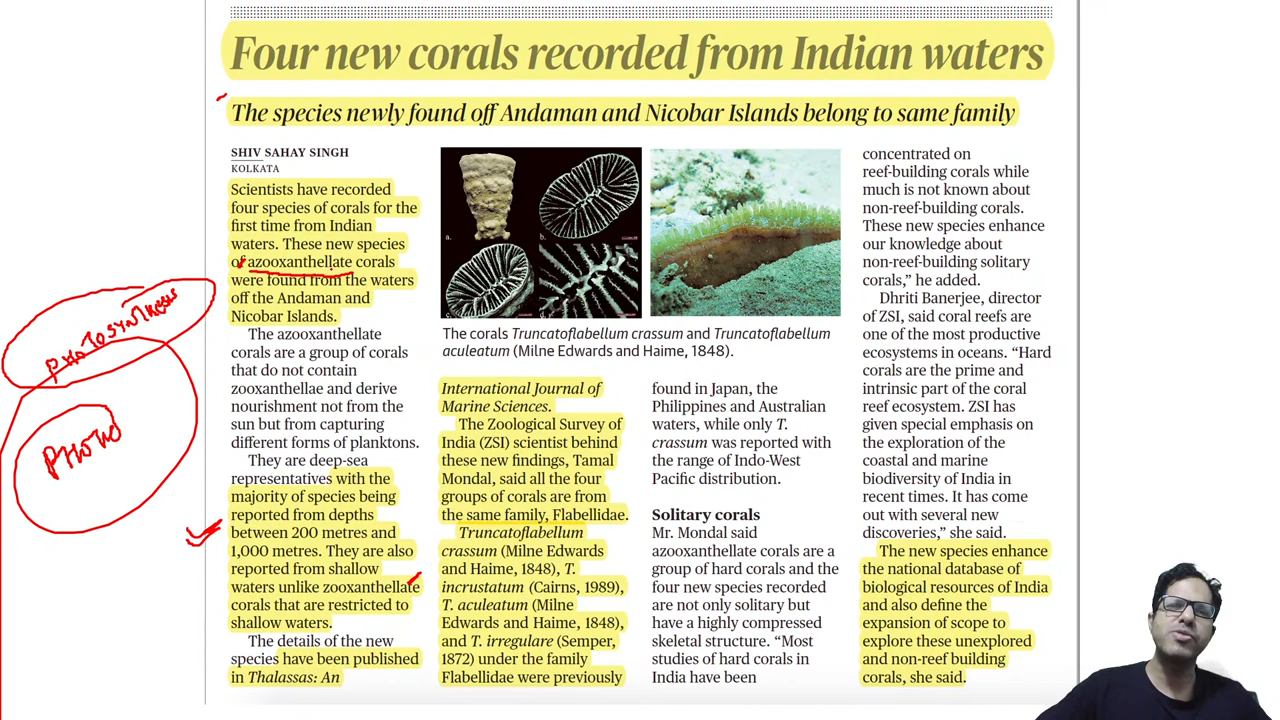 Four new corals recorded from Indian waters
The species newly found off Andaman and Nicobar Islands belong to same family
SHIV SAHAY SINGH
KOLKATA
Scientists have recorded
four species of corals for the
first time from Indian
waters. These new species
of azooxanthellate corals
were found from the waters
off the Andaman and
Nicobar Islands.
The azooxanthellate
corals are a group of corals
that do not contain
zooxanthellae and derive
nourishment not from the
sun but from capturing
different forms of planktons.
They are deep-sea
representatives with the
majority of species being
reported from depths
between 200 metres and
1,000 metres. They are also
reported from shallow
waters unlike zooxanthellate
corals that are restricted to
shallow waters.
The details of the new
species have been published
in Thalassas: An
a.
b.
c.
d.
The corals Truncatoflabellum crassum and Truncatoflabellum
aculeatum (Milne Edwards and Haime, 1848).
International Journal of
Marine Sciences.
The Zoological Survey of
India (ZSI) scientist behind
these new findings, Tamal
Mondal, said all the four
groups of corals are from
the same family, Flabellidae.
Truncatoflabellum
crassum (Milne Edwards
and Haime, 1848), T.
incrustatum (Cairns, 1989),
T. aculeatum (Milne
Edwards and Haime, 1848),
and T. irregulare (Semper,
1872) under the family
Flabellidae were previously
found in Japan, the
Philippines and Australian
waters, while only T.
crassum was reported with
the range of Indo-West
Pacific distribution.
Solitary corals
Mr. Mondal said
azooxanthellate corals are a
group of hard corals and the
four new species recorded
are not only solitary but
have a highly compressed
skeletal structure. “Most
studies of hard corals in
India have been
concentrated on
reef-building corals while
much is not known about
non-reef-building corals.
These new species enhance
our knowledge about
non-reef-building solitary
corals,” he added.
Dhriti Banerjee, director
of ZSI, said coral reefs are
one of the most productive
ecosystems in oceans. “Hard
corals are the prime and
intrinsic part of the coral
reef ecosystem. ZSI has
given special emphasis on
the exploration of the
coastal and marine
biodiversity of India in
recent times. It has come
out with several new
discoveries,” she said.
The new species enhance
the national database of
biological resources of India
and also define the
expansion of scope to
explore these unexplored
and non-reef building
corals, she said.
PHOTOSYNTHESIS
PHOTO